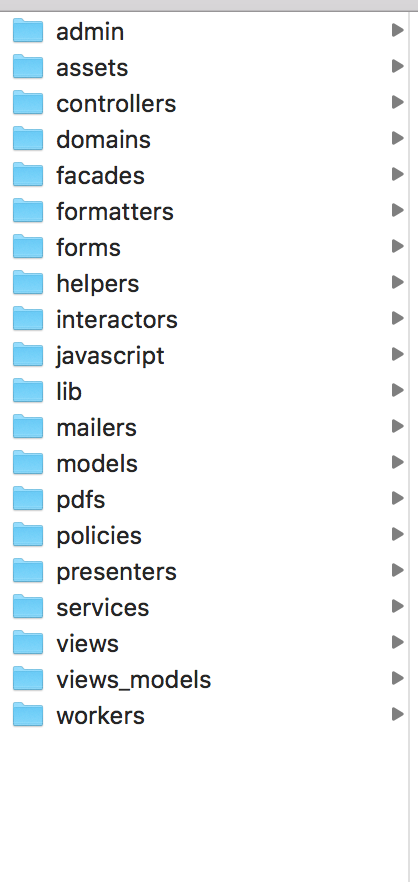 admin
assets
controllers
domains
facades
formatters
forms
helpers
interactors
javascript
lib
mailers
models
pdfs
policies
presenters
services
views
views_models
workers